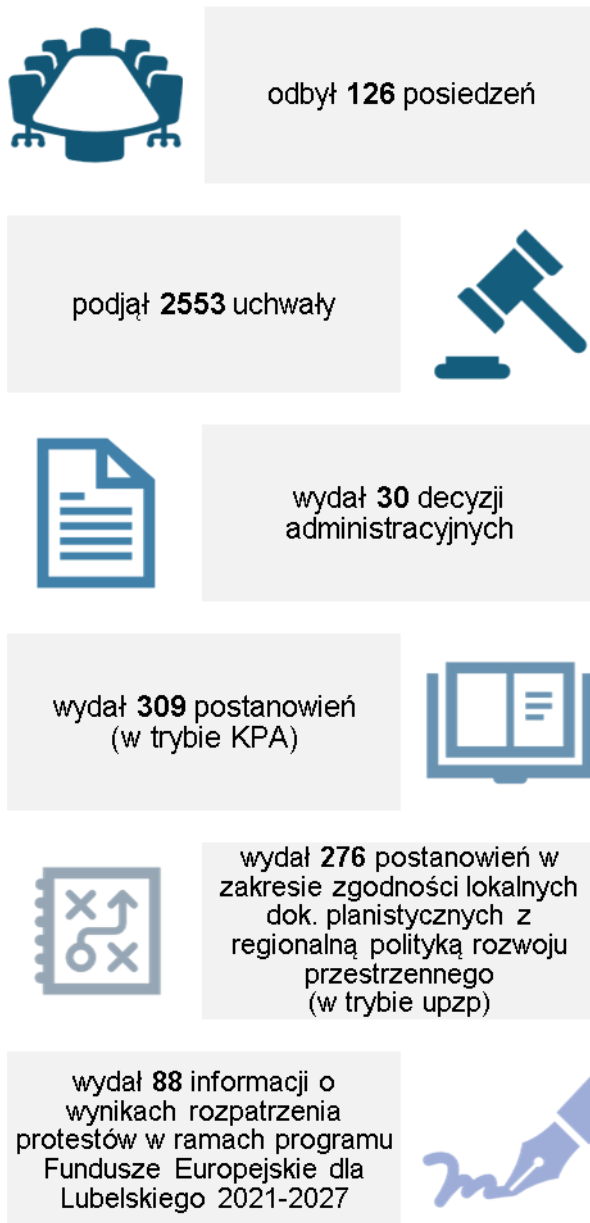 odbył 126 posiedzeń
podjął 2553 uchwały
wydał 30 decyzji
administracyjnych
wydał 309 postanowień
(w trybie KPA)
wydał 276 postanowień w
zakresie zgodności lokalnych
dok. planistycznych z
regionalną polityką rozwoju
przestrzennego
(w trybie upzp)
wydał 88 informacji o
wynikach rozpatrzenia
protestów w ramach programu
Fundusze Europejskie dla
Lubelskiego 2021-2027